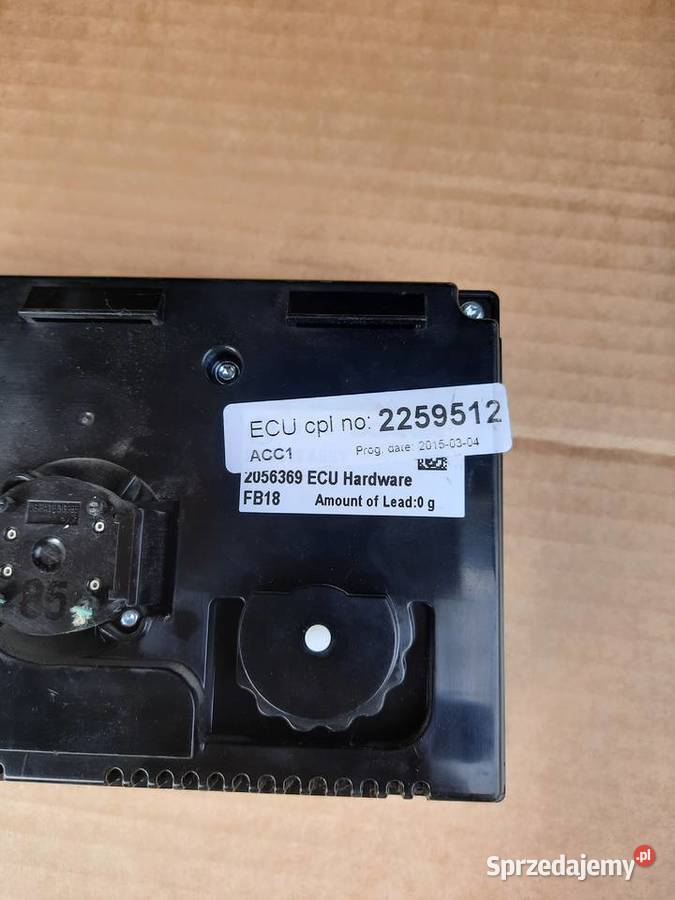 ECU cpl no: 2259512
ACC1 Prog. date: 2015-03-04
2056369 ECU Hardware
FB18 Amount of Lead:0 g
85
Sprzedajemy.pl